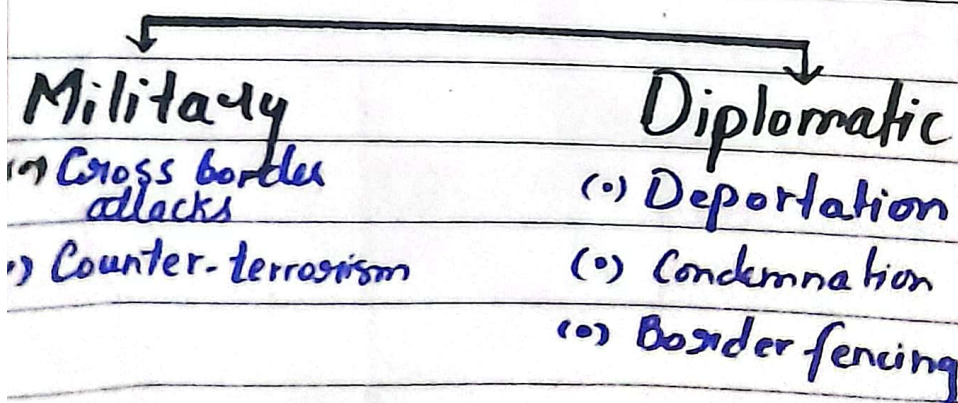 Military
Diplomatic
Cross border
attacks
Counter-terrorism
(•) Deportation
(•) Condemnation
(•) Border fencing